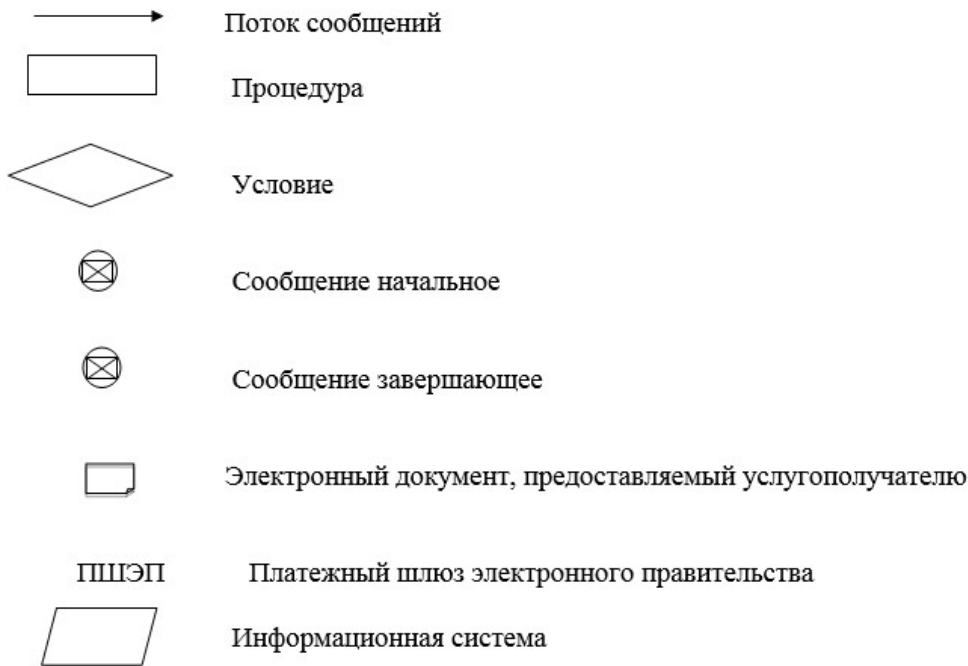 Поток сообщений
Процедура
Условие
Сообщение начальное
Сообщение завершающее
Электронный документ, предоставляемый услугополучателю
ПШЭП Платежный шлюз электронного правительства
Информационная система